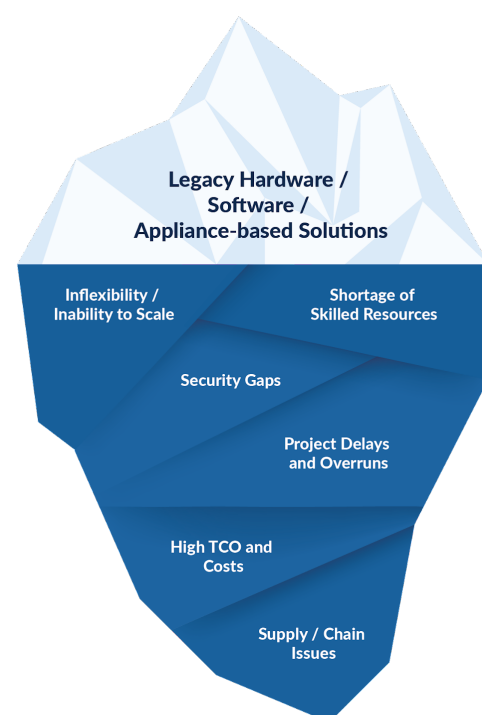 Legacy Hardware /
Software /
Appliance-based Solutions
Inflexibility /
Inability to Scale
Shortage of
Skilled Resources
Security Gaps
Project Delays
and Overruns
High TCO and
Costs
Supply / Chain
Issues